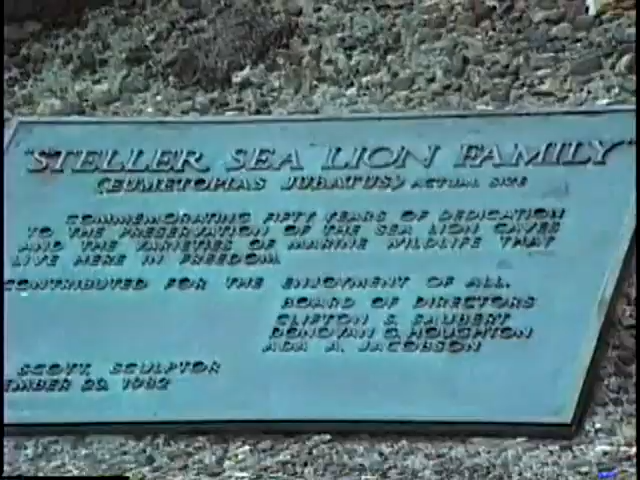 "STELLER SEA LION FAMILY"
(EUMETOPIAS JUBATUS) ACTUAL SIZE
COMMEMORATING FIFTY YEARS OF DEDICATION
TO THE PRESERVATION OF THE SEA LION CAVES
AND THE VARIETIES OF MARINE WILDLIFE THAT
LIVE HERE IN FREEDOM.
CONTRIBUTED FOR THE ENJOYMENT OF ALL.
BOARD OF DIRECTORS
CLIFTON S. SAUBERT
DONOVAN G. HOUGHTON
ADA A. JACOBSON
SCOTT, SCULPTOR
EMBER 20, 1982